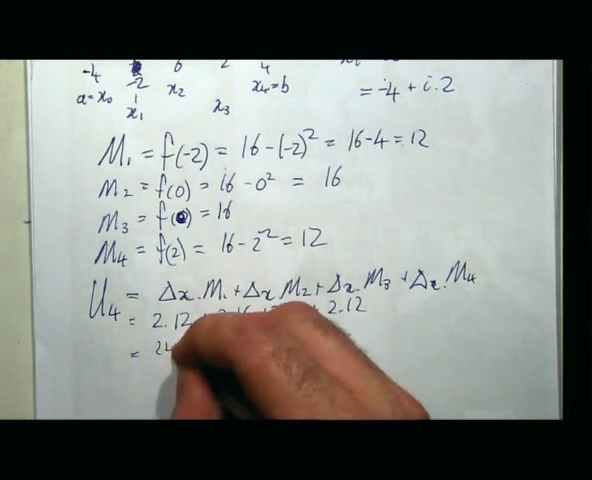 -4 -2 0 2 4
a=x₀ x₁ x₂ x₃ x₄=b
= -4 + i.2
M₁ = f(-2) = 16-(-2)² = 16-4 = 12
M₂ = f(0) = 16-0² = 16
M₃ = f(0) = 16
M₄ = f(2) = 16-2² = 12
U₄ = Δx.M₁+Δx M₂+Δx.M₃+Δx.M₄
= 2.12 + 2.12
= 24